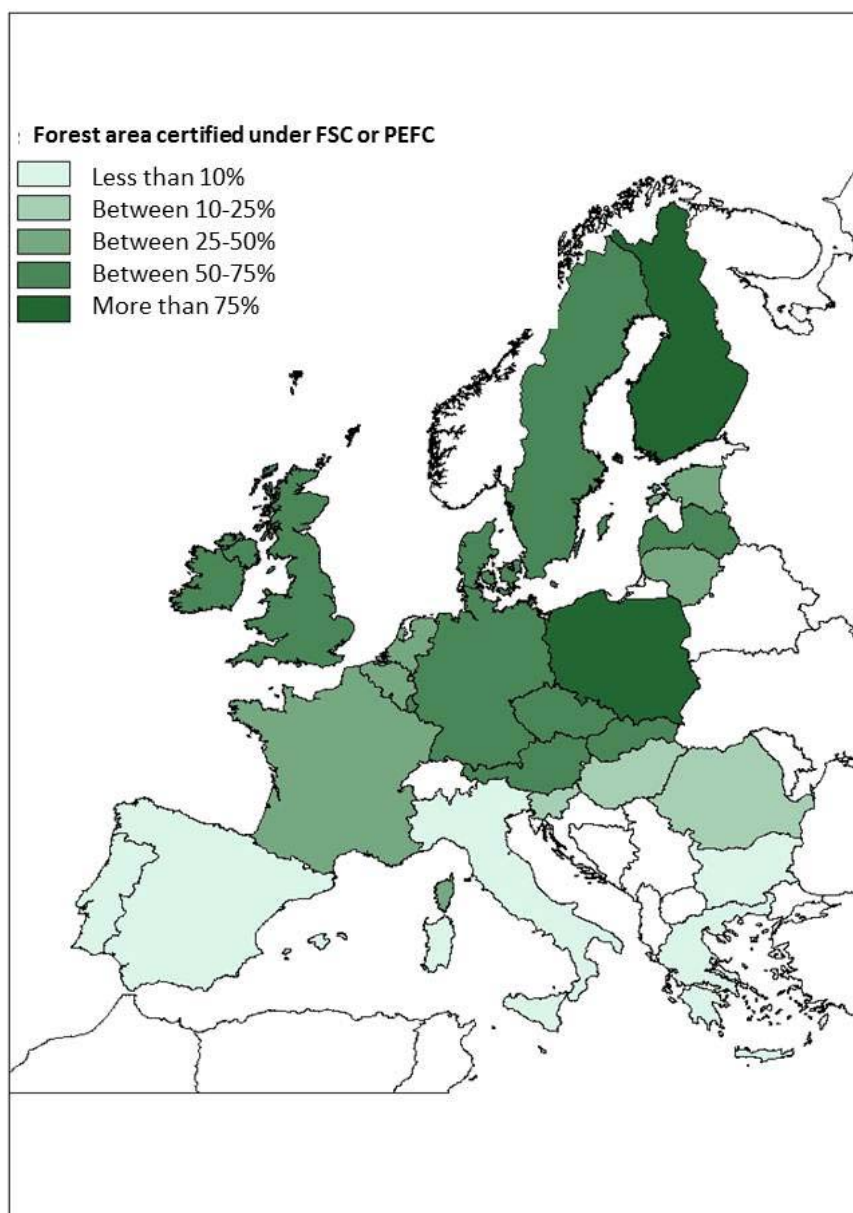 Forest area certified under FSC or PEFC
Less than 10%
Between 10-25%
Between 25-50%
Between 50-75%
More than 75%